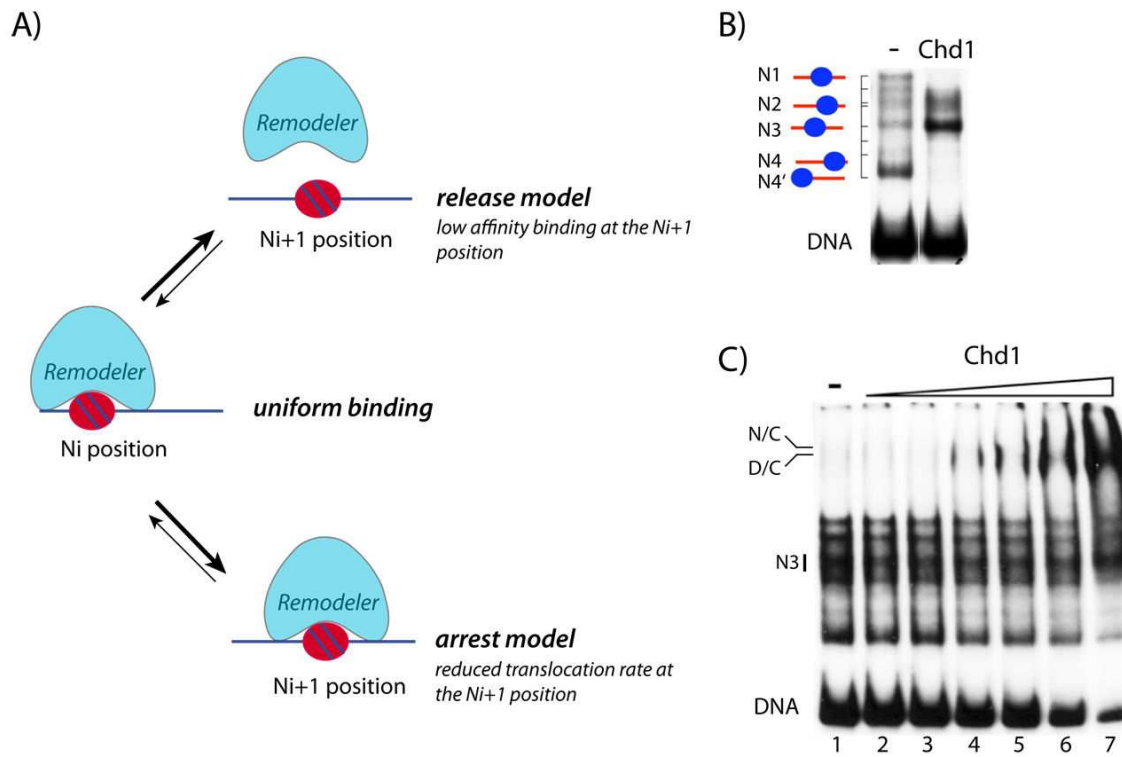 A)
Remodeler
Ni+1 position
release model
low affinity binding at the Ni+1
position
Remodeler
Ni position
uniform binding
Remodeler
Ni+1 position
arrest model
reduced translocation rate at
the Ni+1 position
B)
- Chd1
N1
N2
N3
N4
N4'
DNA
C)
Chd1
-
N/C
D/C
N3
DNA
1 2 3 4 5 6 7